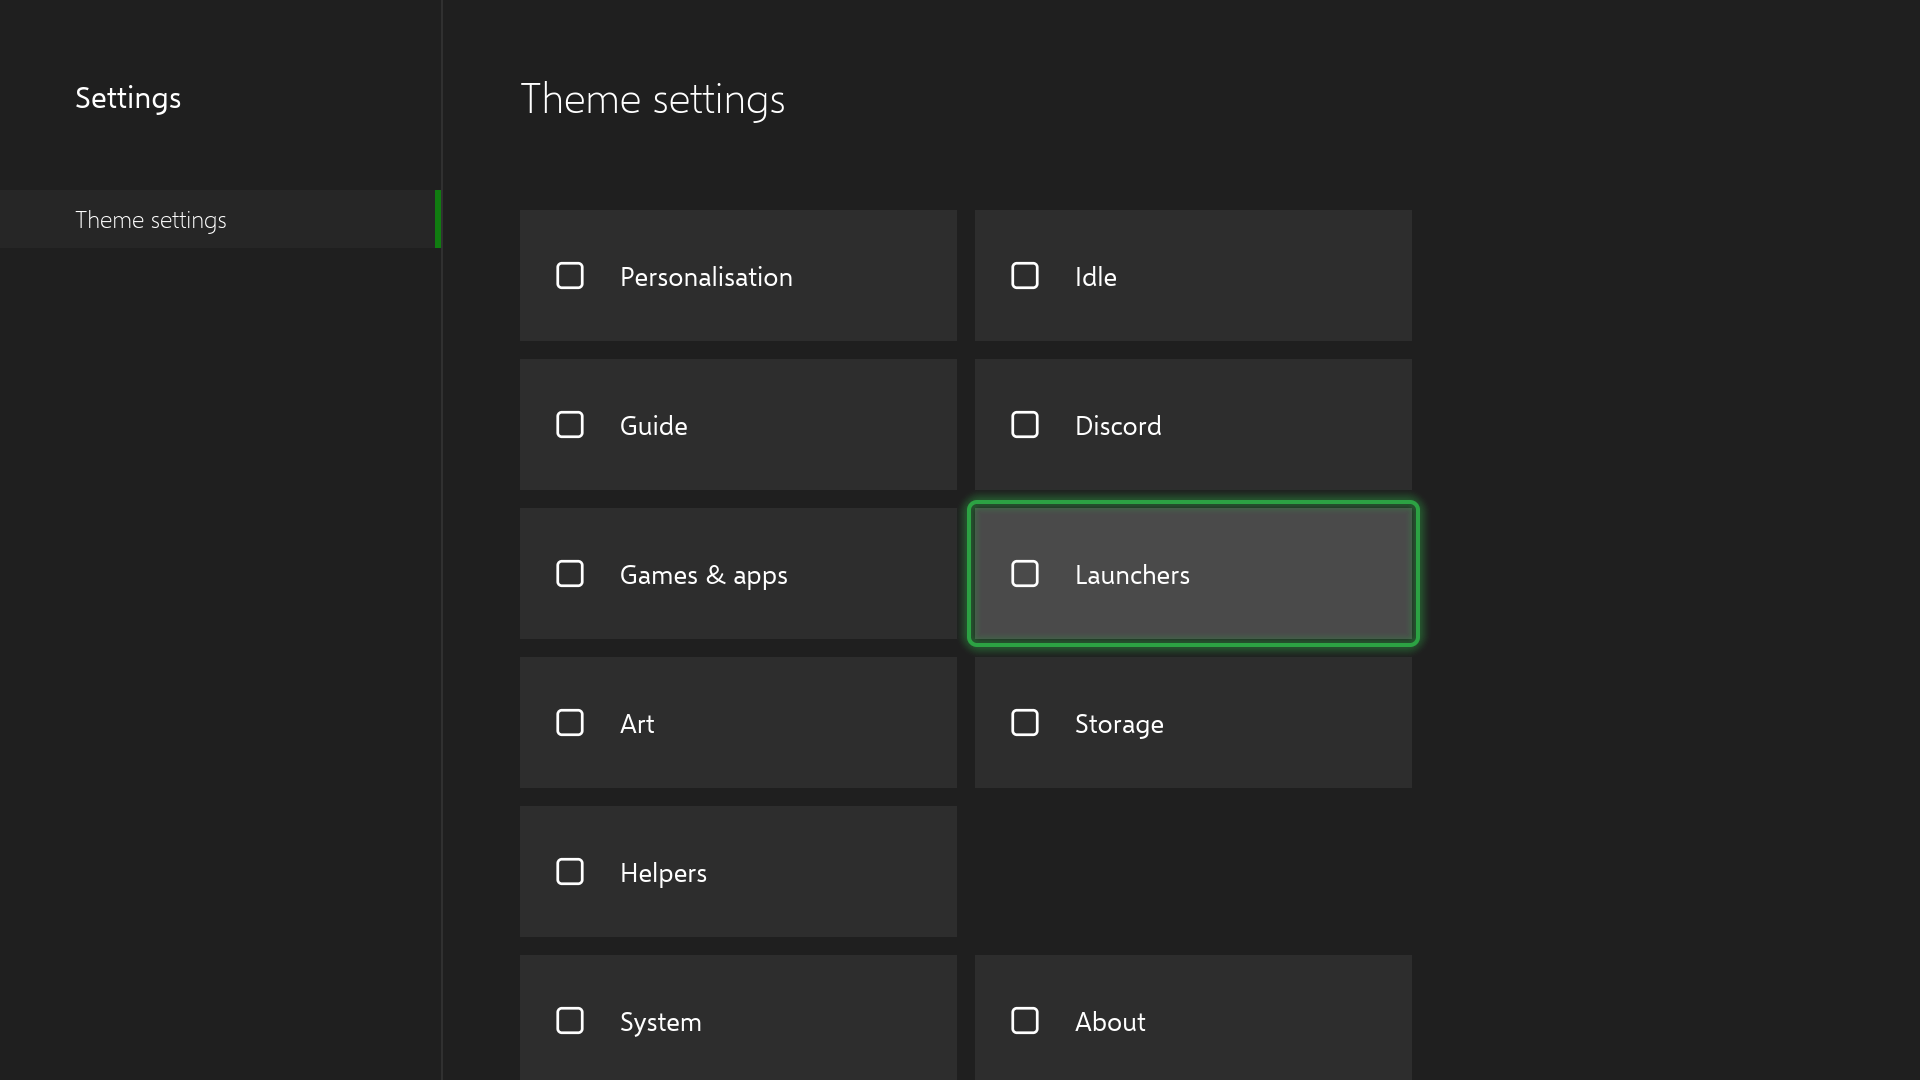 Settings
Theme settings
Theme settings
Personalisation
Idle
Guide
Discord
Games & apps
Launchers
Art
Storage
Helpers
System
About